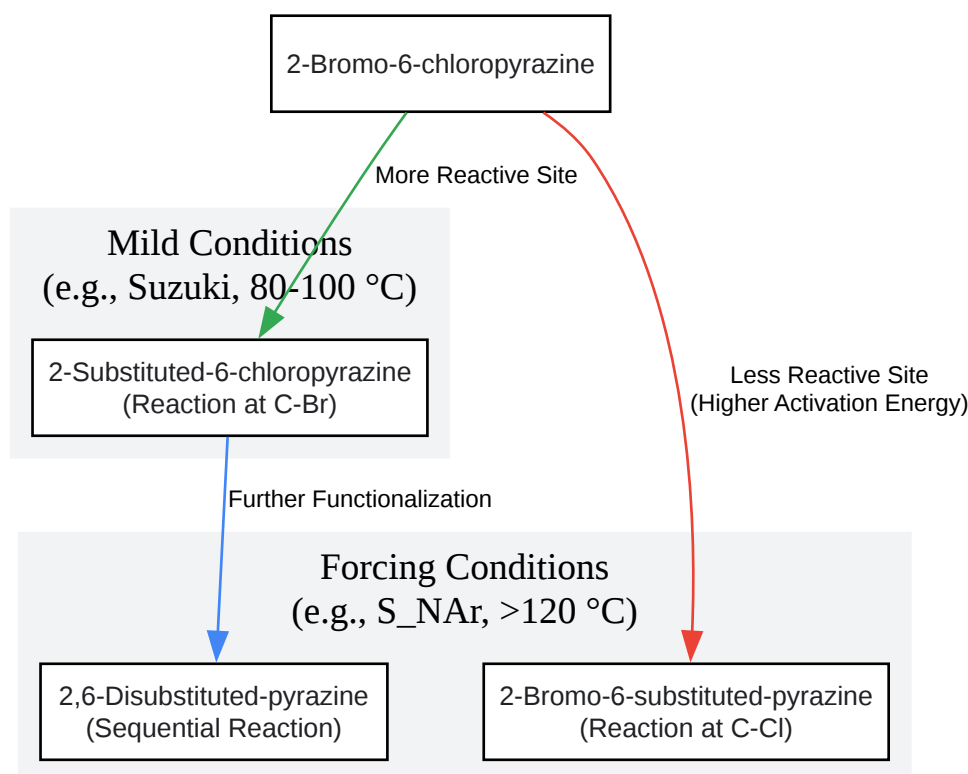 2-Bromo-6-chloropyrazine
More Reactive Site
Mild Conditions
(e.g., Suzuki, 80-100 °C)
2-Substituted-6-chloropyrazine
(Reaction at C-Br)
Less Reactive Site
(Higher Activation Energy)
Further Functionalization
Forcing Conditions
(e.g., S_NAr, >120 °C)
2,6-Disubstituted-pyrazine
(Sequential Reaction)
2-Bromo-6-substituted-pyrazine
(Reaction at C-Cl)